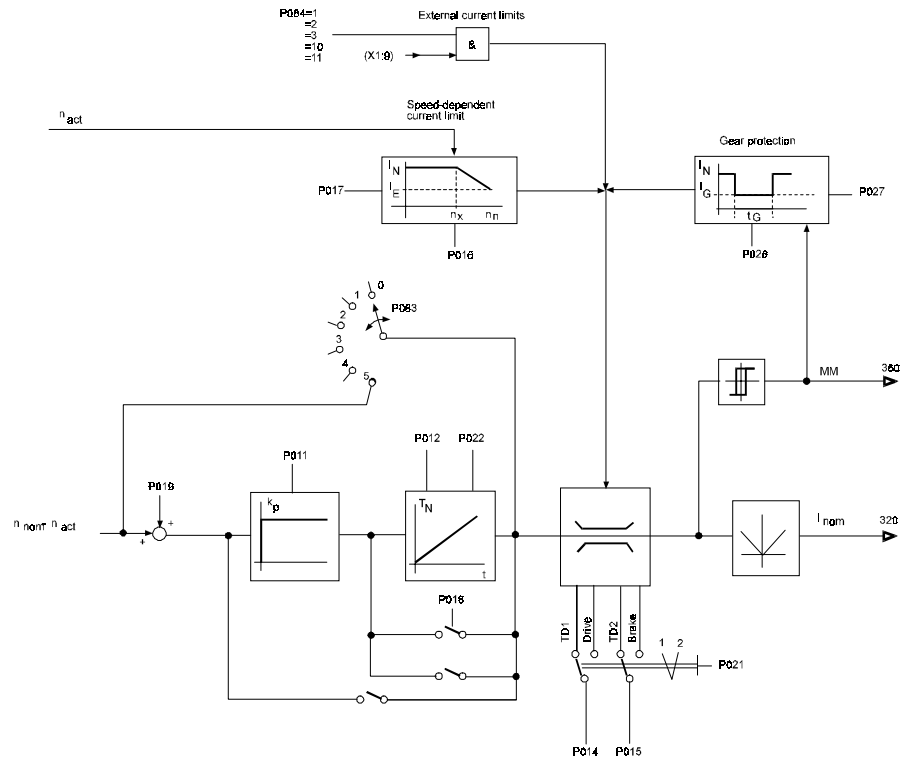 P084=1
=2
=3
=10
=11
External current limits
&
(X1:9)
Speed-dependent
current limit
n act
Gear protection
I N
I E
n x
n n
P017
P016
I N
I G
t G
P027
P026
0
1
2
3
4
5
P083
MM
360
P012
P022
P011
P019
n nom- n act
+
+
k p
T N
t
I nom
320
P018
TD1
Drive
TD2
Brake
1
2
P021
P014
P015